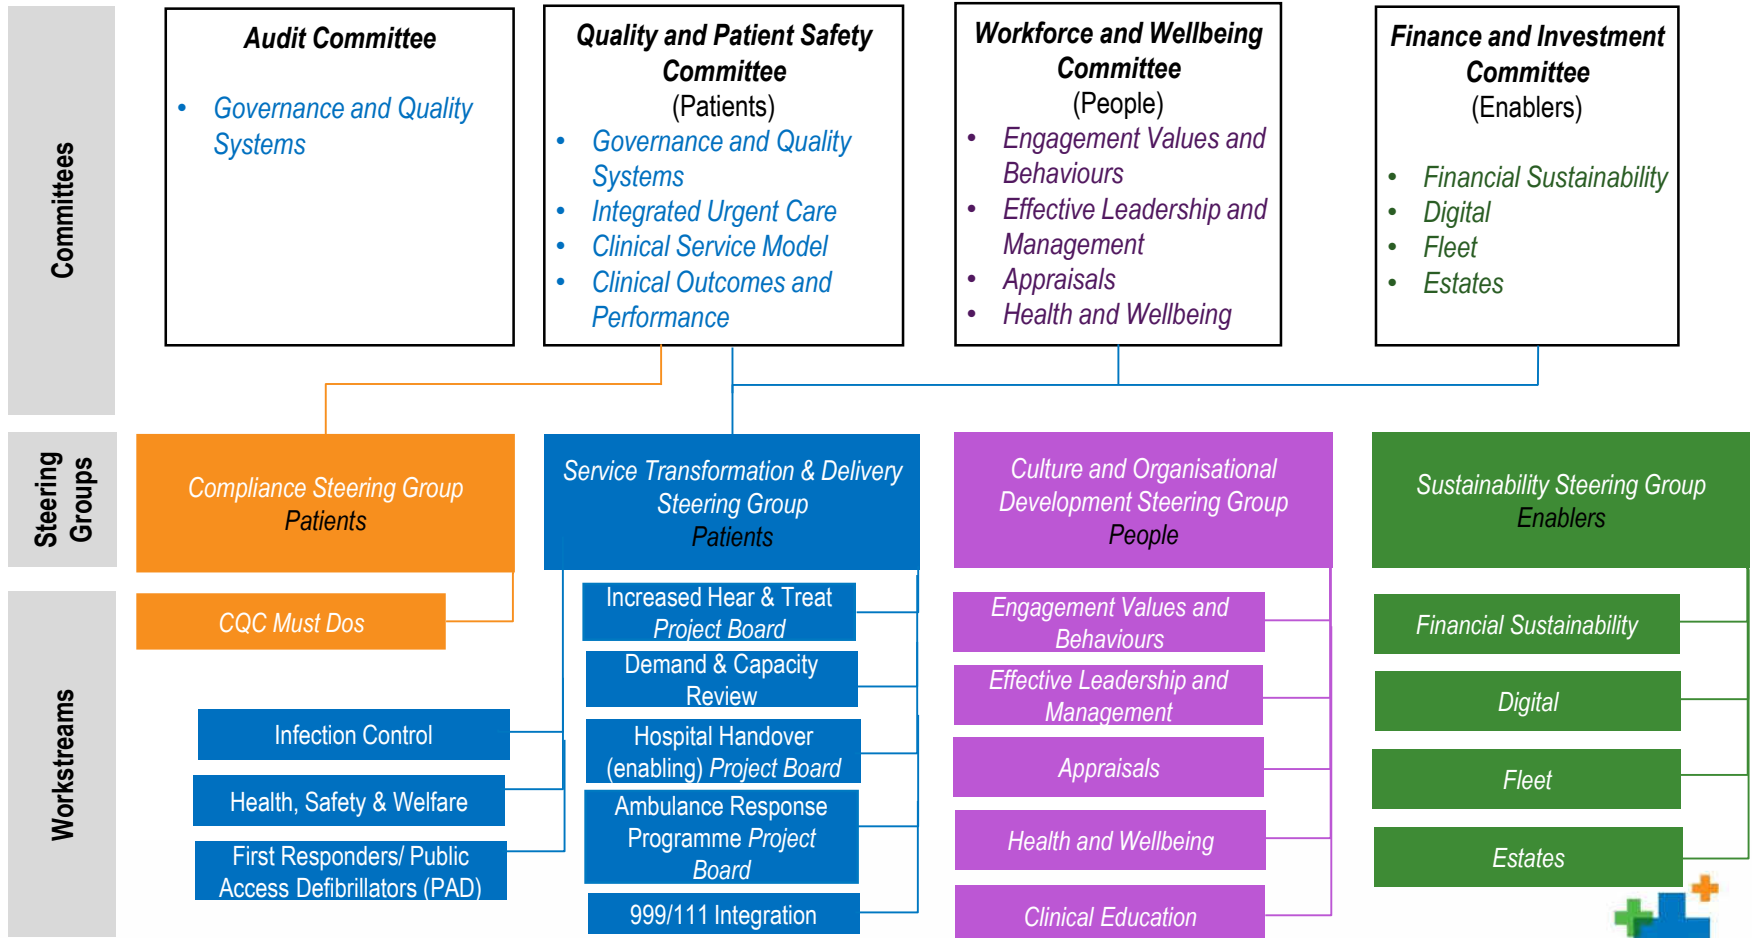 Committees
Audit Committee
• Governance and Quality
Systems
Quality and Patient Safety
Committee
(Patients)
• Governance and Quality
Systems
• Integrated Urgent Care
• Clinical Service Model
• Clinical Outcomes and
Performance
Workforce and Wellbeing
Committee
(People)
• Engagement Values and
Behaviours
• Effective Leadership and
Management
• Appraisals
• Health and Wellbeing
Finance and Investment
Committee
(Enablers)
• Financial Sustainability
• Digital
• Fleet
• Estates
Steering
Groups
Compliance Steering Group
Patients
Service Transformation & Delivery
Steering Group
Patients
Culture and Organisational
Development Steering Group
People
Sustainability Steering Group
Enablers
Workstreams
CQC Must Dos
Infection Control
Health, Safety & Welfare
First Responders/ Public
Access Defibrillators (PAD)
Increased Hear & Treat
Project Board
Demand & Capacity
Review
Hospital Handover
(enabling) Project Board
Ambulance Response
Programme Project
Board
999/111 Integration
Engagement Values and
Behaviours
Effective Leadership and
Management
Appraisals
Health and Wellbeing
Clinical Education
Financial Sustainability
Digital
Fleet
Estates